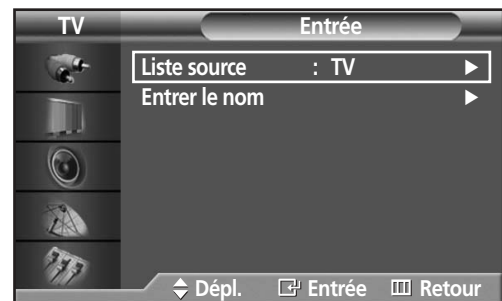 TV Entrée
Liste source : TV ►
Entrer le nom ►
Dépl. Entrée Retour